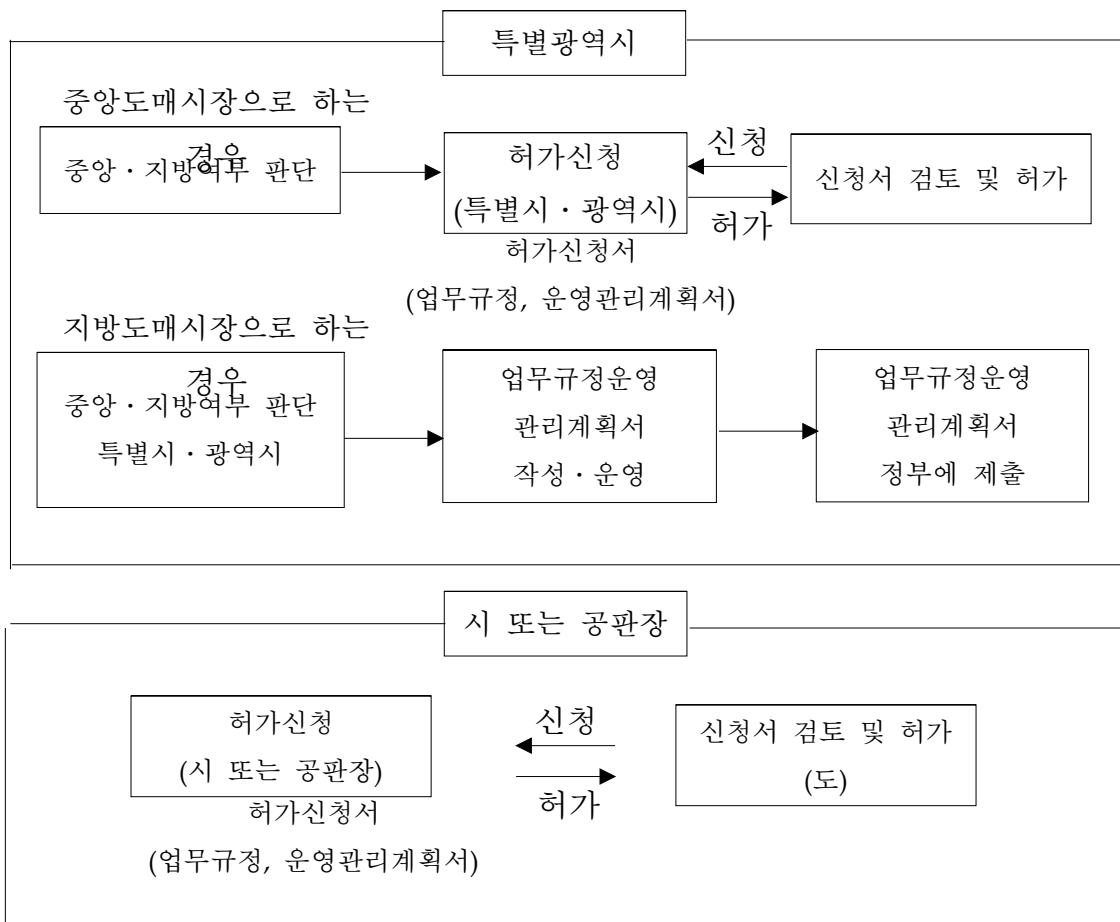 특별광역시
중앙도매시장으로 하는
경우
중앙·지방여부 판단
허가신청
(특별시·광역시)
신청
허가
신청서 검토 및 허가
허가신청서
(업무규정, 운영관리계획서)
지방도매시장으로 하는
경우
중앙·지방여부 판단
특별시·광역시
업무규정운영
관리계획서
작성·운영
업무규정운영
관리계획서
정부에 제출
시 또는 공판장
허가신청
(시 또는 공판장)
신청
허가
신청서 검토 및 허가
(도)
허가신청서
(업무규정, 운영관리계획서)